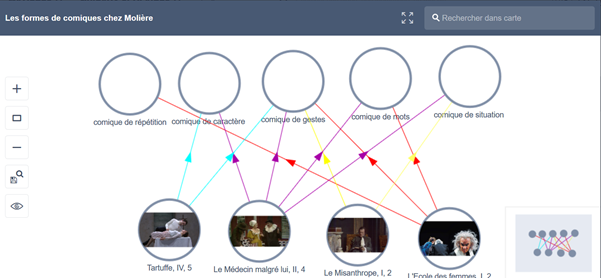 Les formes de comiques chez Molière
Rechercher dans carte
comique de répétition
comique de caractère
comique de gestes
comique de mots
comique de situation
Tartuffe, IV, 5
Le Médecin malgré lui, II, 4
Le Misanthrope, I, 2
L'Ecole des femmes, I, 2